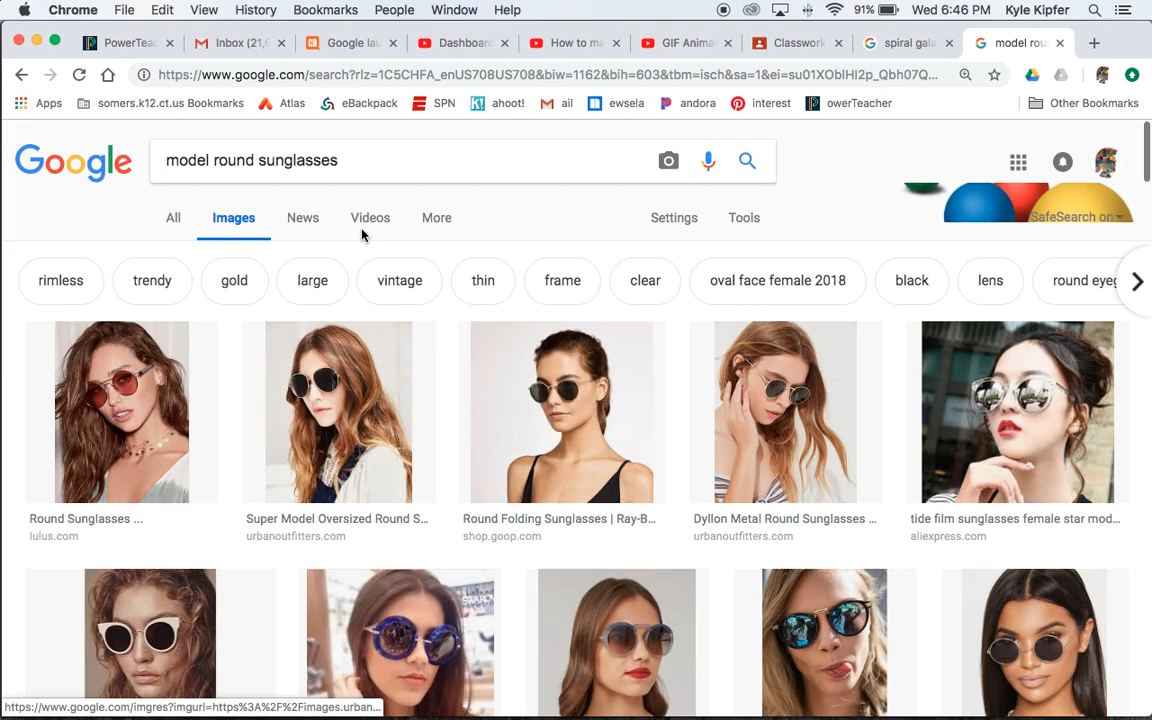 Chrome File Edit View History Bookmarks People Window Help 91% Wed 6:46 PM Kyle Kipfer
PowerTeac Inbox (21,6 Google lau Dashboar How to ma GIF Anima Classwork spiral gala model rou
https://www.google.com/search?rlz=1C5CHFA_enUS708US708&biw=1162&bih=603&tbm=isch&sa=1&ei=su01XOblHI2p_Qbh07Q...
Apps somers.k12.ct.us Bookmarks Atlas eBackpack SPN ahoot! ail ewsela andora interest owerTeacher Other Bookmarks
Google model round sunglasses
All Images News Videos More Settings Tools SafeSearch on
rimless trendy gold large vintage thin frame clear oval face female 2018 black lens round eyeg
Round Sunglasses ... Super Model Oversized Round S... Round Folding Sunglasses | Ray-B... Dyllon Metal Round Sunglasses ... tide film sunglasses female star mod...
lulus.com urbanoutfitters.com shop.goop.com urbanoutfitters.com aliexpress.com
https://www.google.com/imgres?imgurl=https%3A%2F%2Fimages.urban...